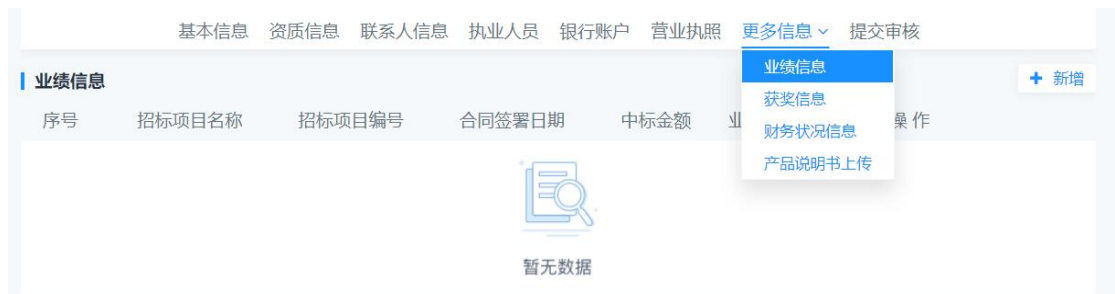 基本信息 资质信息 联系人信息 执业人员 银行账户 营业执照 更多信息 提交审核
业绩信息
业绩信息
+ 新增
获奖信息
序号 招标项目名称 招标项目编号 合同签署日期 中标金额 业 操 作
财务状况信息
产品说明书上传
暂无数据